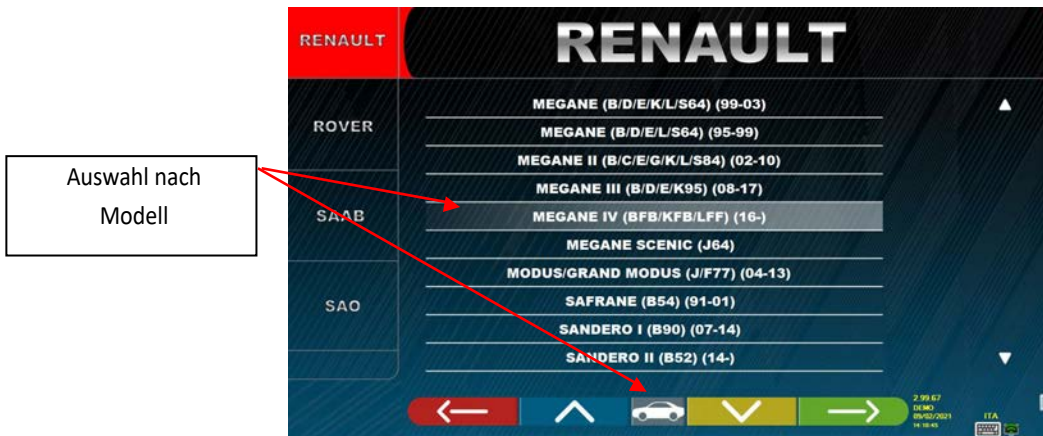 RENAULT
RENAULT
MEGANE (B/D/E/K/L/S64) (99-03)
ROVER
MEGANE (B/D/E/L/S64) (95-99)
MEGANE II (B/C/E/G/K/L/S84) (02-10)
Auswahl nach
Modell
MEGANE III (B/D/E/K95) (08-17)
SAAB
MEGANE IV (BFB/KFB/LFF) (16-)
MEGANE SCENIC (J64)
MODUS/GRAND MODUS (J/F77) (04-13)
SAO
SAFRANE (B54) (91-01)
SANDERO I (B90) (07-14)
SANDERO II (B52) (14-)
2.99.67
DEMO
09/02/2021
14:18:45
ITA